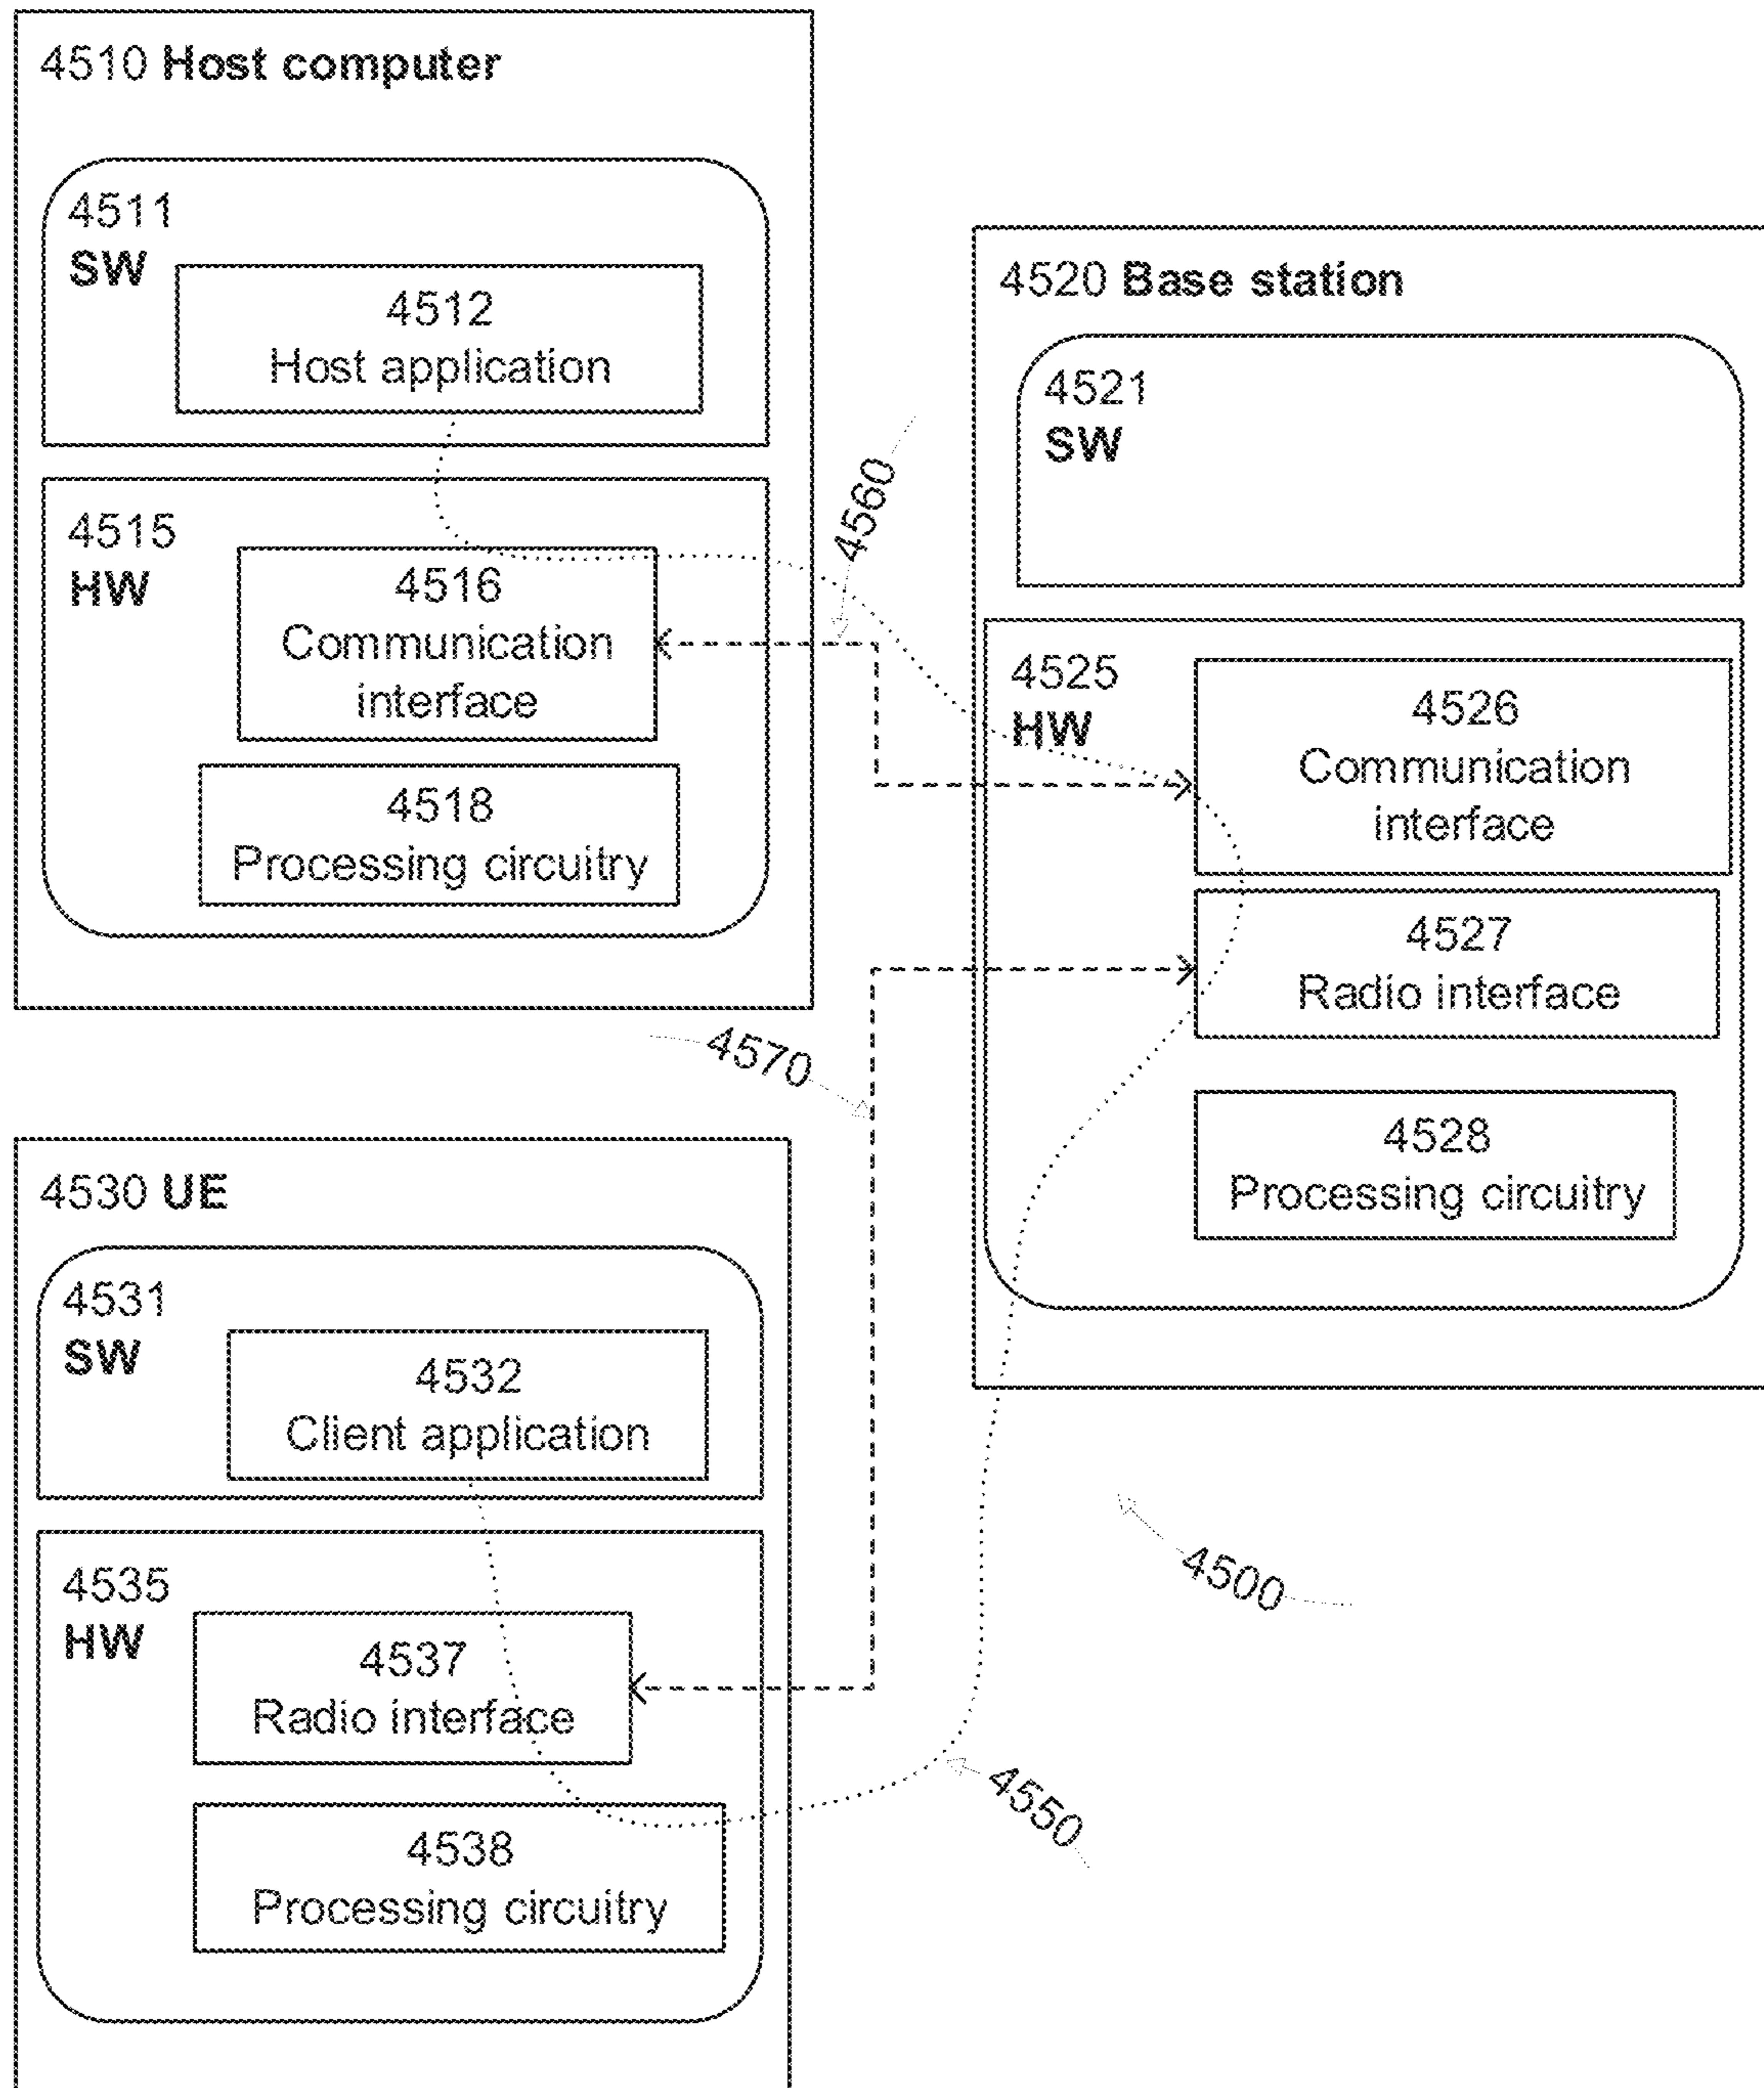 4510 Host computer
4511
SW
4512
Host application
4515
HW
4516
Communication
interface
4518
Processing circuitry
4560
4520 Base station
4521
SW
4525
HW
4526
Communication
interface
4527
Radio interface
4528
Processing circuitry
4570
4530 UE
4531
SW
4532
Client application
4535
HW
4537
Radio interface
4538
Processing circuitry
4500
4550